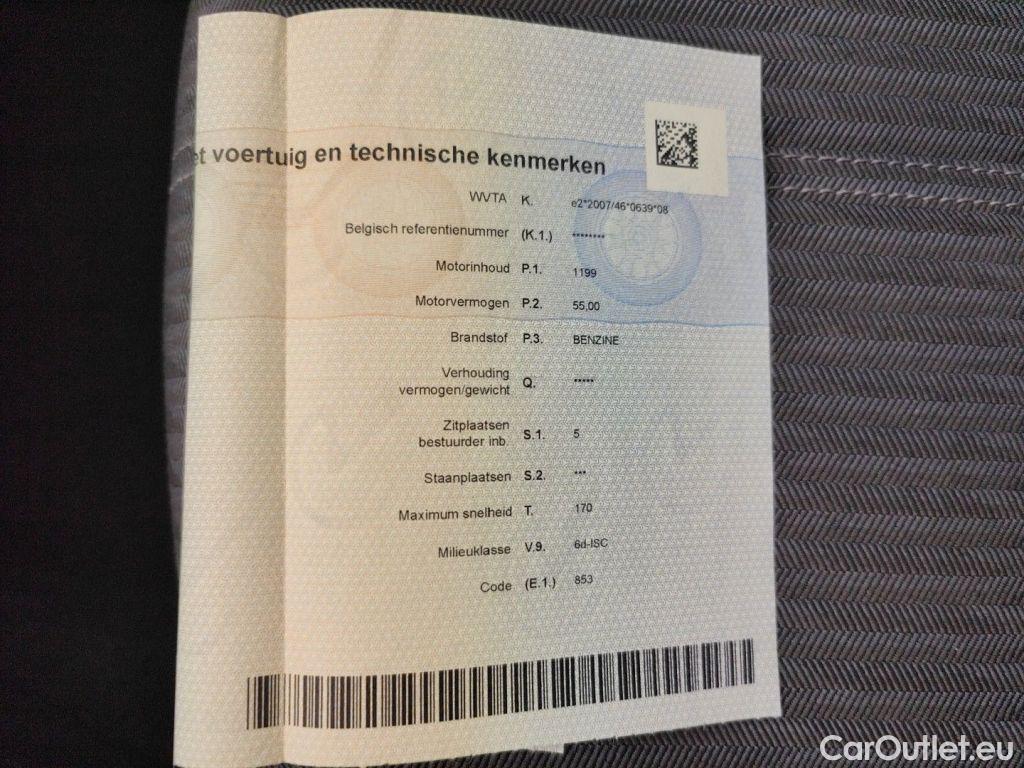 et voertuig en technische kenmerken
WVTA K. e2*2007/46*0639*08
Belgisch referentienummer (K.1.) ********
Motorinhoud P.1. 1199
Motorvermogen P.2. 55,00
Brandstof P.3. BENZINE
Verhouding
vermogen/gewicht Q. *****
Zitplaatsen
bestuurder inb. S.1. 5
Staanplaatsen S.2. ***
Maximum snelheid T. 170
Milieuklasse V.9. 6d-ISC
Code (E.1.) 853
CarOutlet.eu